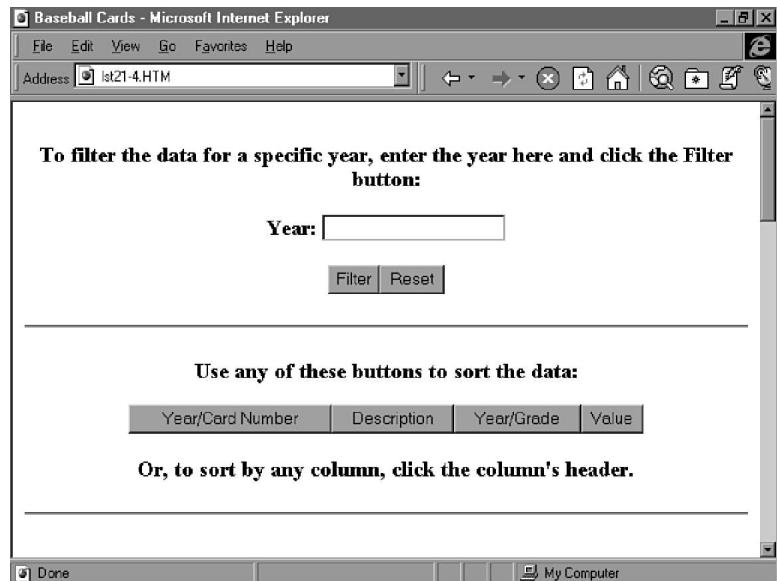 Baseball Cards - Microsoft Internet Explorer
File Edit View Go Favorites Help
Address lst21-4.HTM
To filter the data for a specific year, enter the year here and click the Filter
button:
Year:
Filter Reset
Use any of these buttons to sort the data:
Year/Card Number Description Year/Grade Value
Or, to sort by any column, click the column's header.
Done My Computer